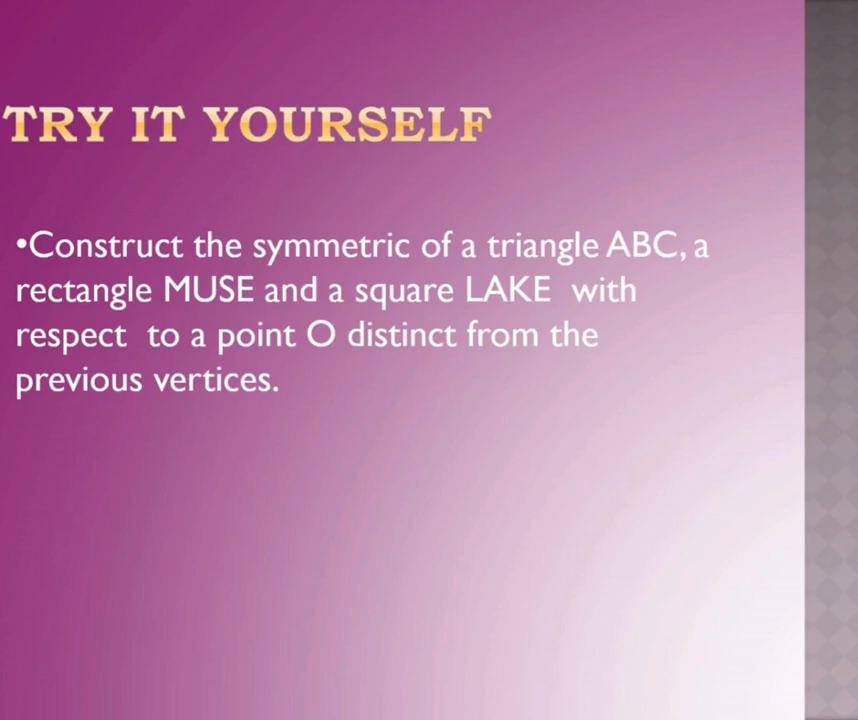 TRY IT YOURSELF
•Construct the symmetric of a triangle ABC, a
rectangle MUSE and a square LAKE  with
respect  to a point O distinct from the
previous vertices.